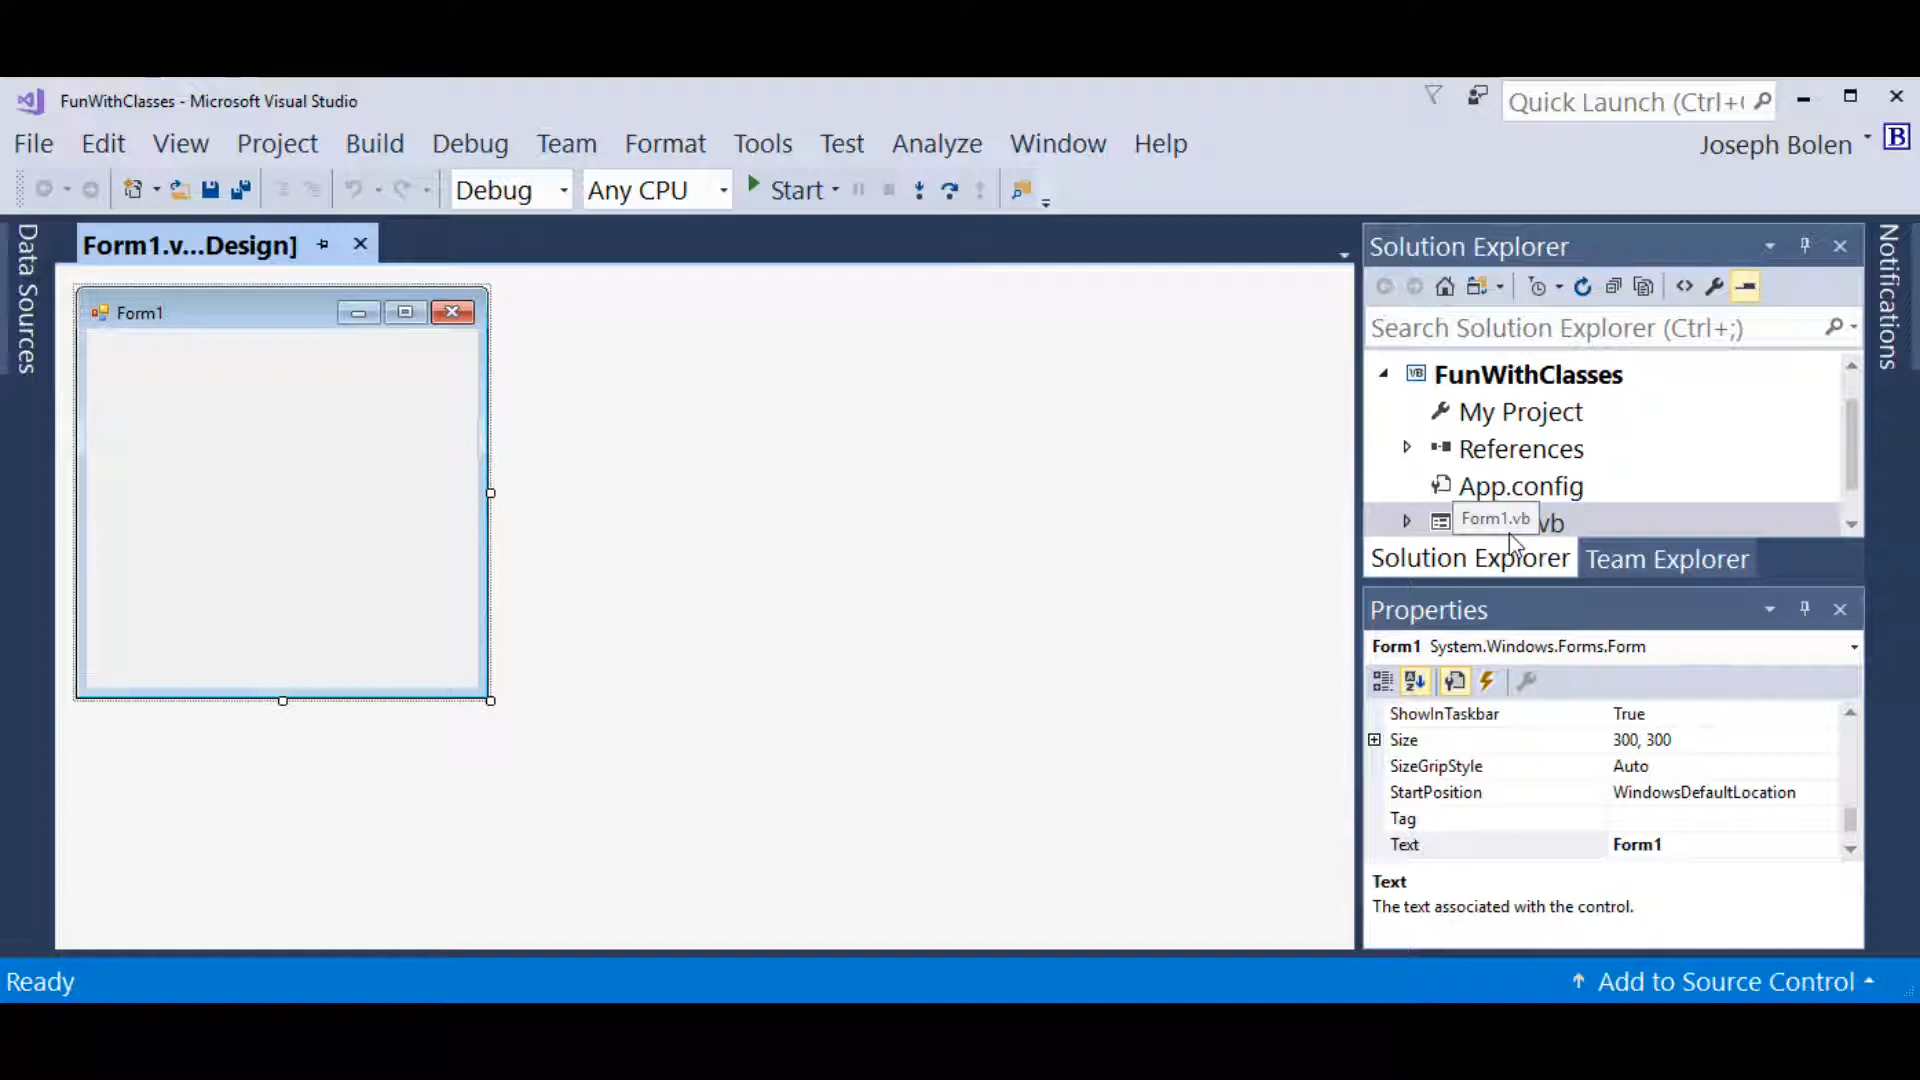 FunWithClasses - Microsoft Visual Studio
Quick Launch (Ctrl+
File Edit View Project Build Debug Team Format Tools Test Analyze Window Help
Joseph Bolen
B
Debug Any CPU Start
Data Sources
Form1.v...Design]
Form1
Solution Explorer
Search Solution Explorer (Ctrl+;)
VB FunWithClasses
My Project
References
App.config
Form1.vb
vb
Solution Explorer Team Explorer
Notifications
Properties
Form1 System.Windows.Forms.Form
ShowInTaskbar True
Size 300, 300
SizeGripStyle Auto
StartPosition WindowsDefaultLocation
Tag
Text Form1
Text
The text associated with the control.
Ready
Add to Source Control